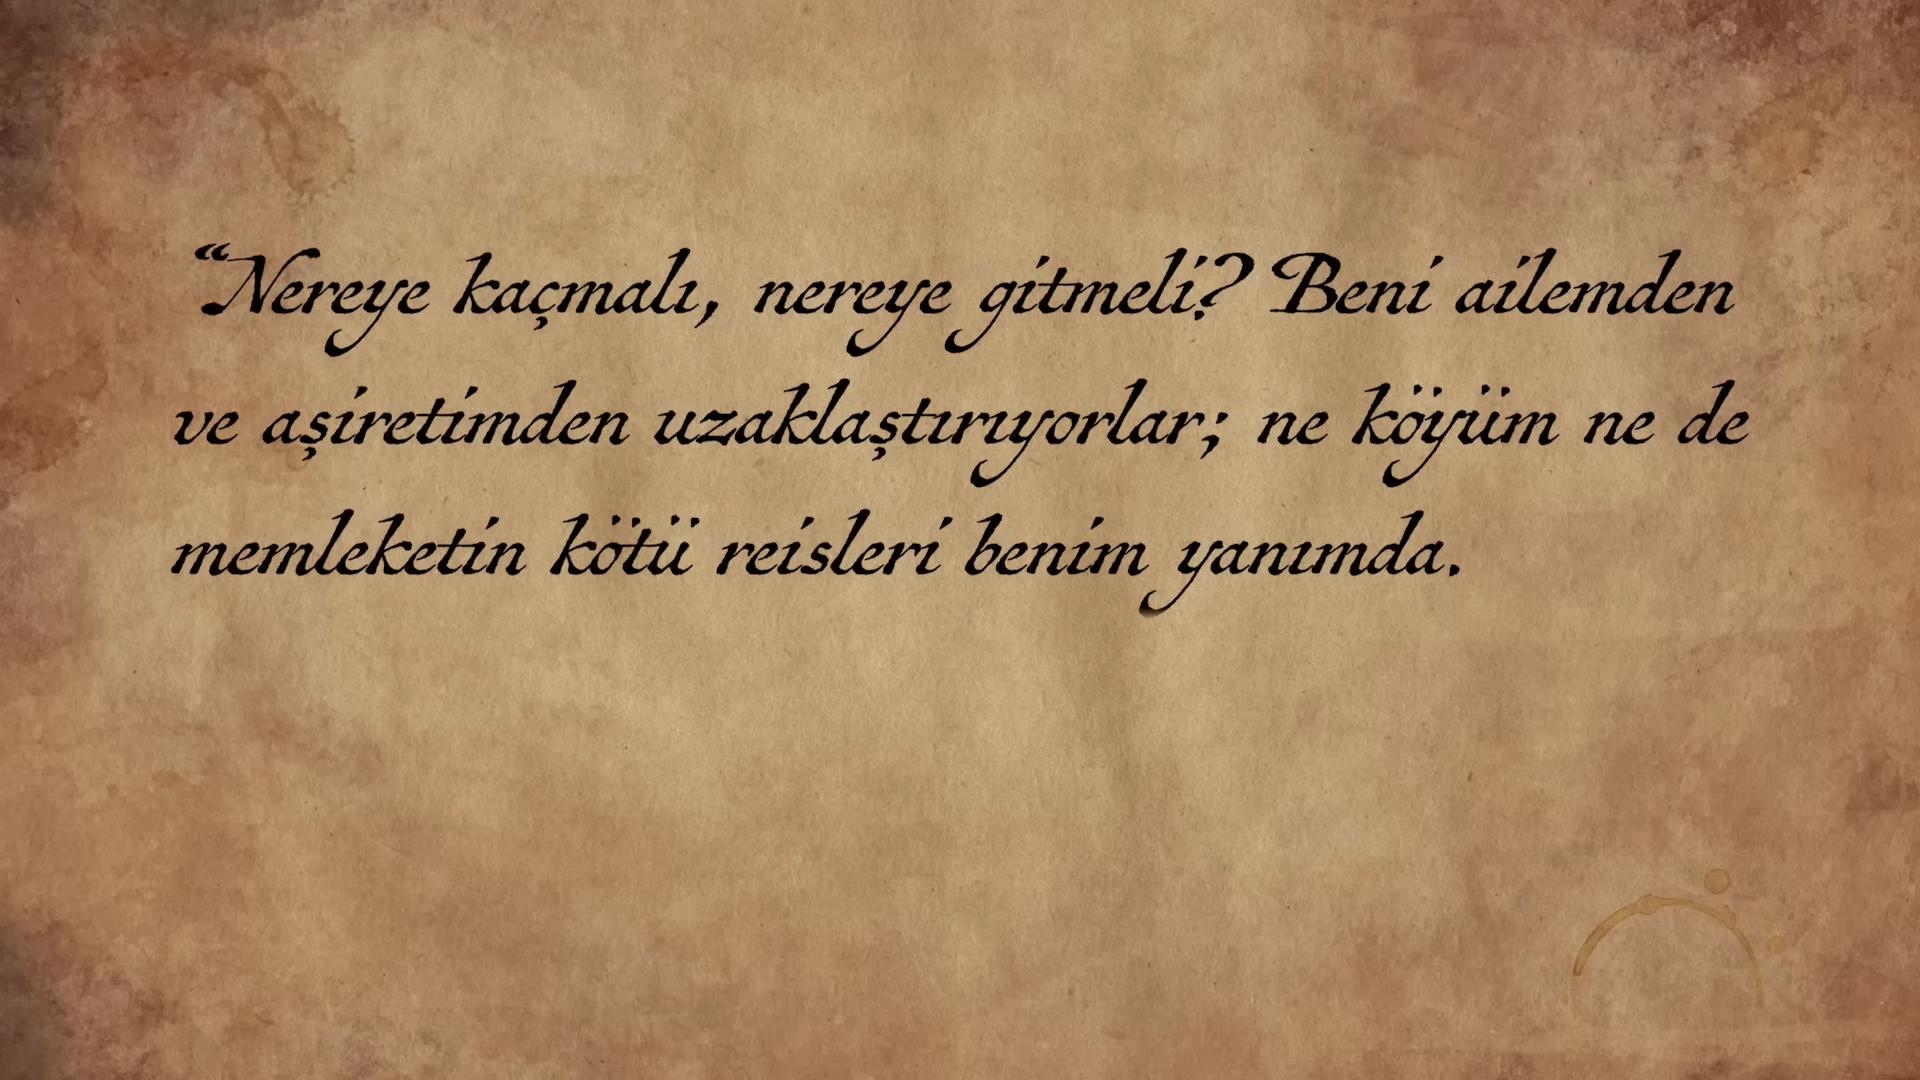 “Nereye kaçmalı, nereye gitmeli? Beni ailemden
ve aşiretimden uzaklaştırıyorlar; ne köyüm ne de
memleketin kötü reisleri benim yanımda.